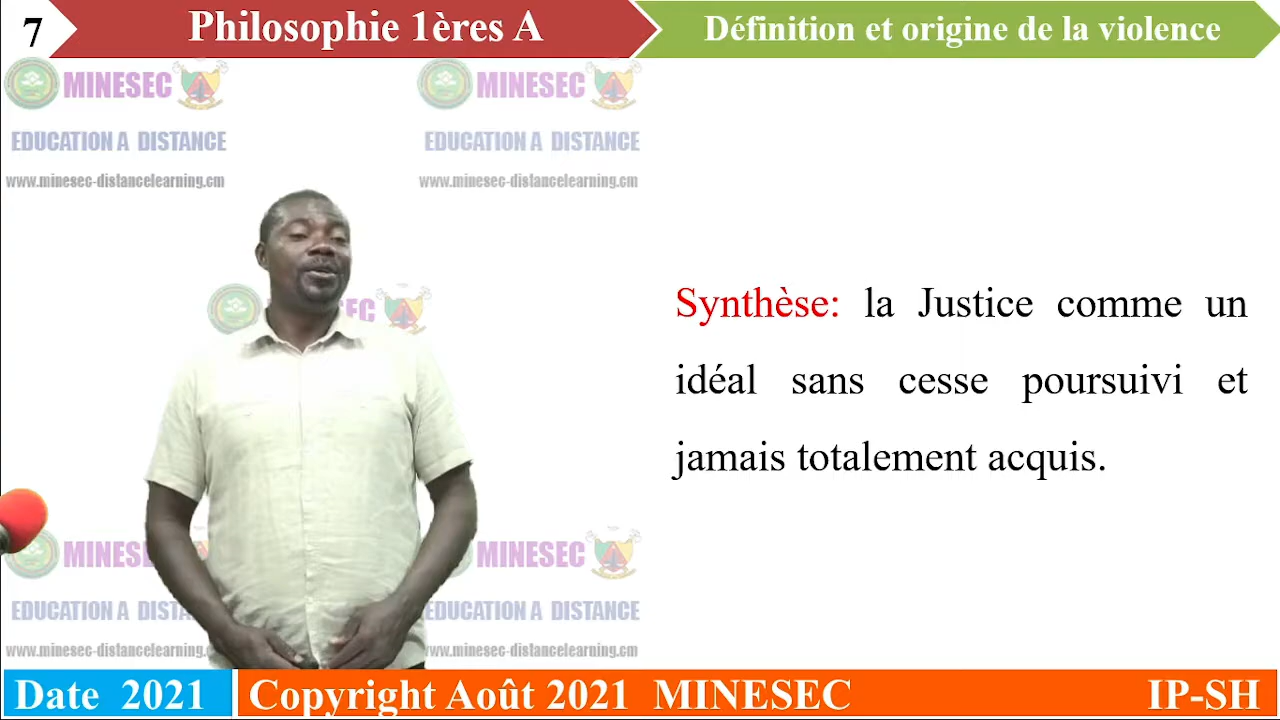 7
Philosophie 1ères A
Définition et origine de la violence
MINESEC
MINESEC
EDUCATION A DISTANCE
EDUCATION A DISTANCE
www.minesec-distancelearning.cm
www.minesec-distancelearning.cm
Synthèse: la Justice comme un
idéal sans cesse poursuivi et
jamais totalement acquis.
MINESEC
EDUCATION A DISTANCE
www.minesec-distancelearning.cm
Date 2021
Copyright Août 2021 MINESEC
IP-SH